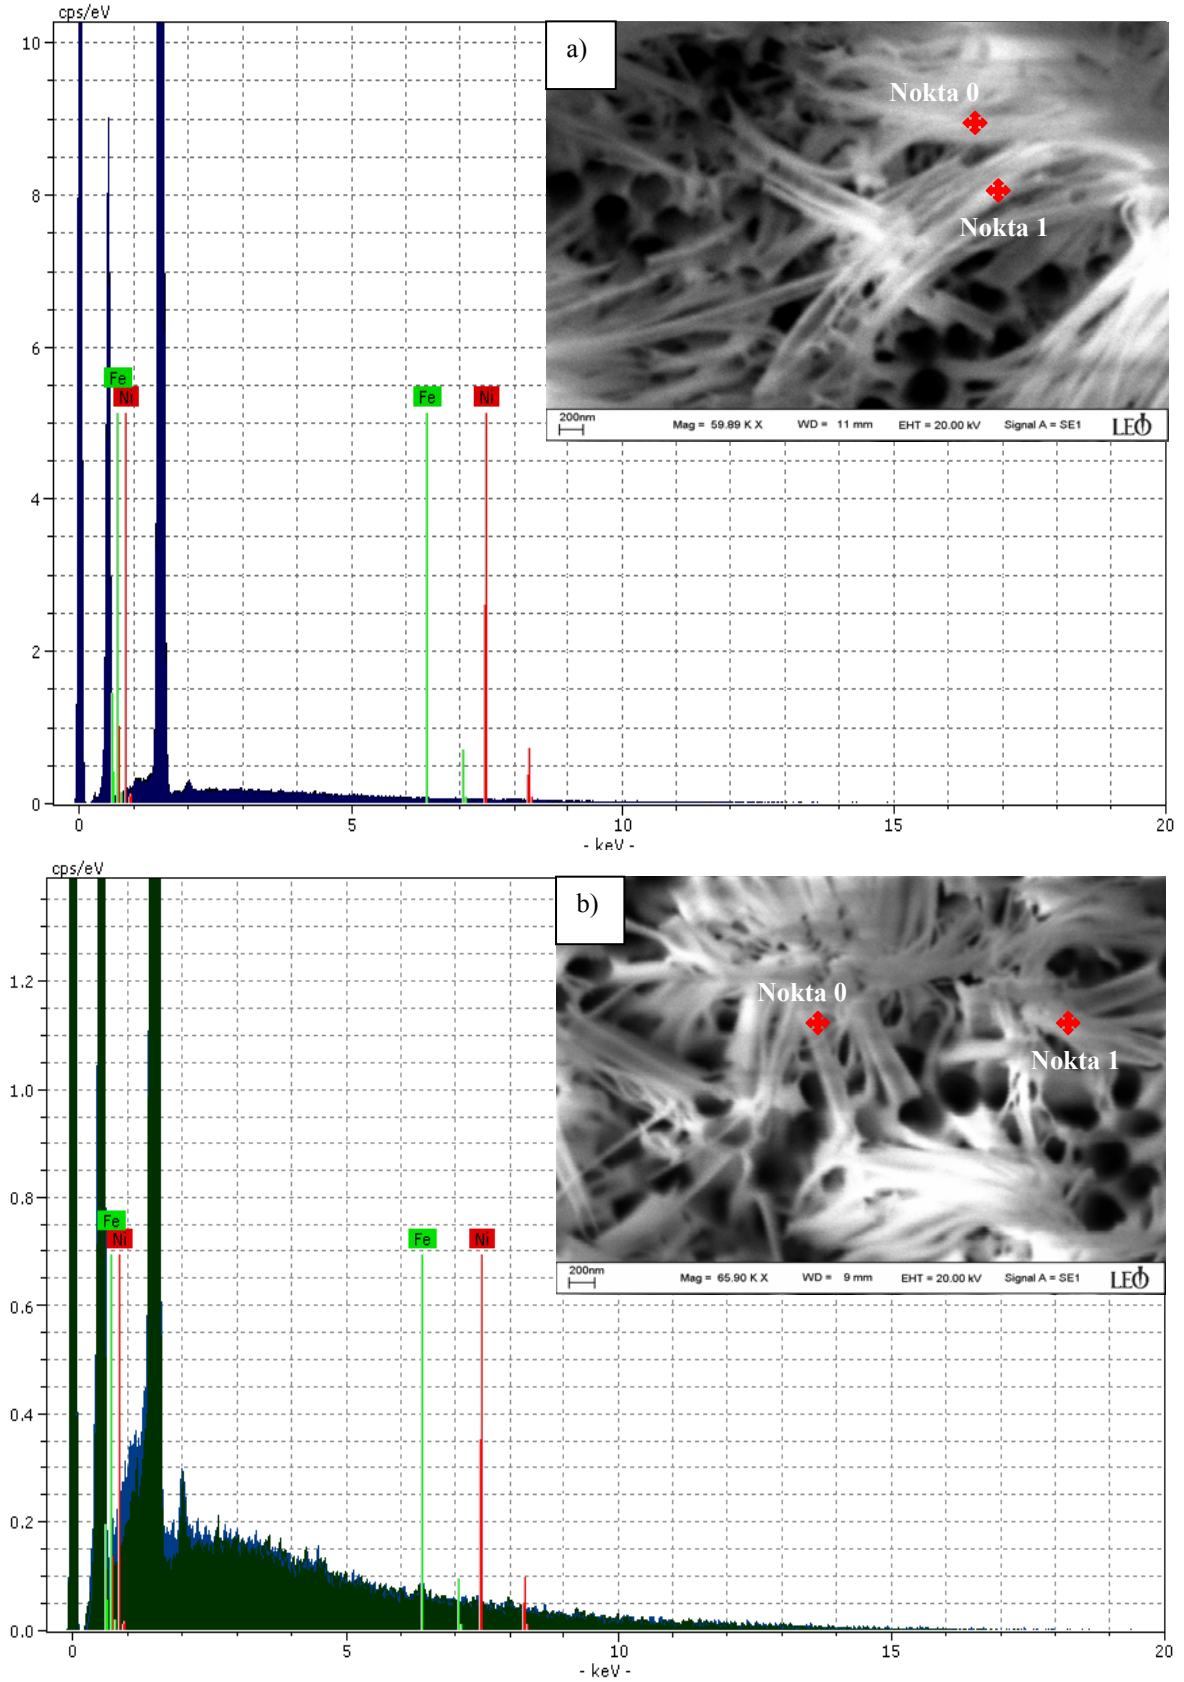 cps/eV
10
8
6
4
2
0
Fe
Ni
Fe
Ni
0
5
10
15
20
- keV -
a)
Nokta 0
Nokta 1
200nm
Mag = 59.89 K X
WD = 11 mm
EHT = 20.00 kV
Signal A = SE1
LEO
cps/eV
1.2
1.0
0.8
0.6
0.4
0.2
0.0
Fe
Ni
Fe
Ni
5
10
15
20
- keV -
b)
Nokta 0
Nokta 1
200nm
Mag = 65.90 K X
WD = 9 mm
EHT = 20.00 kV
Signal A = SE1
LEO